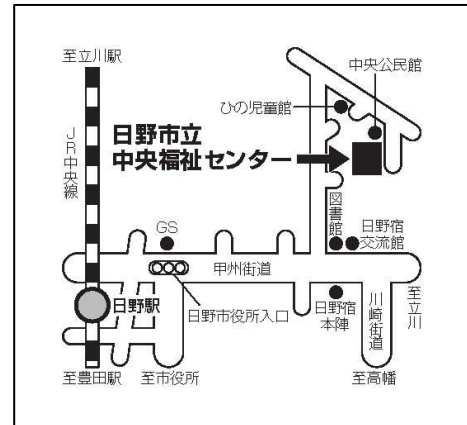 至立川駅
中央公民館
ひの児童館
JR中央線
日野市立
中央福祉センター
図書館
日野宿
交流館
GS
甲州街道
日野駅
日野市役所入口
日野宿
本陣
川崎街道
至立川
至豊田駅
至市役所
至高幡